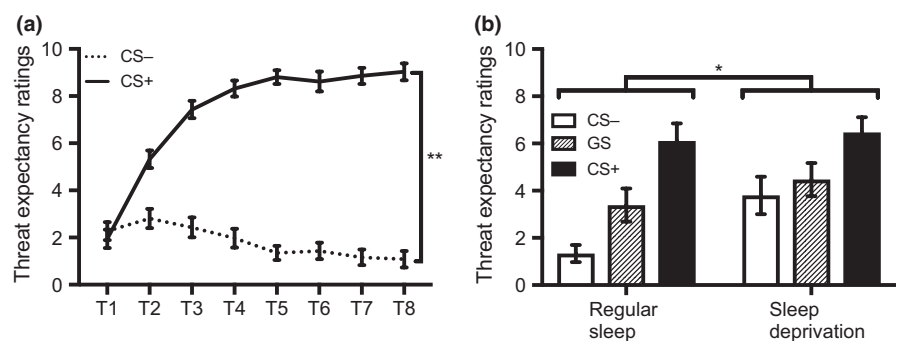 (a)
Threat expectancy ratings
10
8
6
4
2
0
CS–
CS+
**
T1 T2 T3 T4 T5 T6 T7 T8
(b)
Threat expectancy ratings
10
8
6
4
2
0
*
CS–
GS
CS+
Regular
sleep
Sleep
deprivation